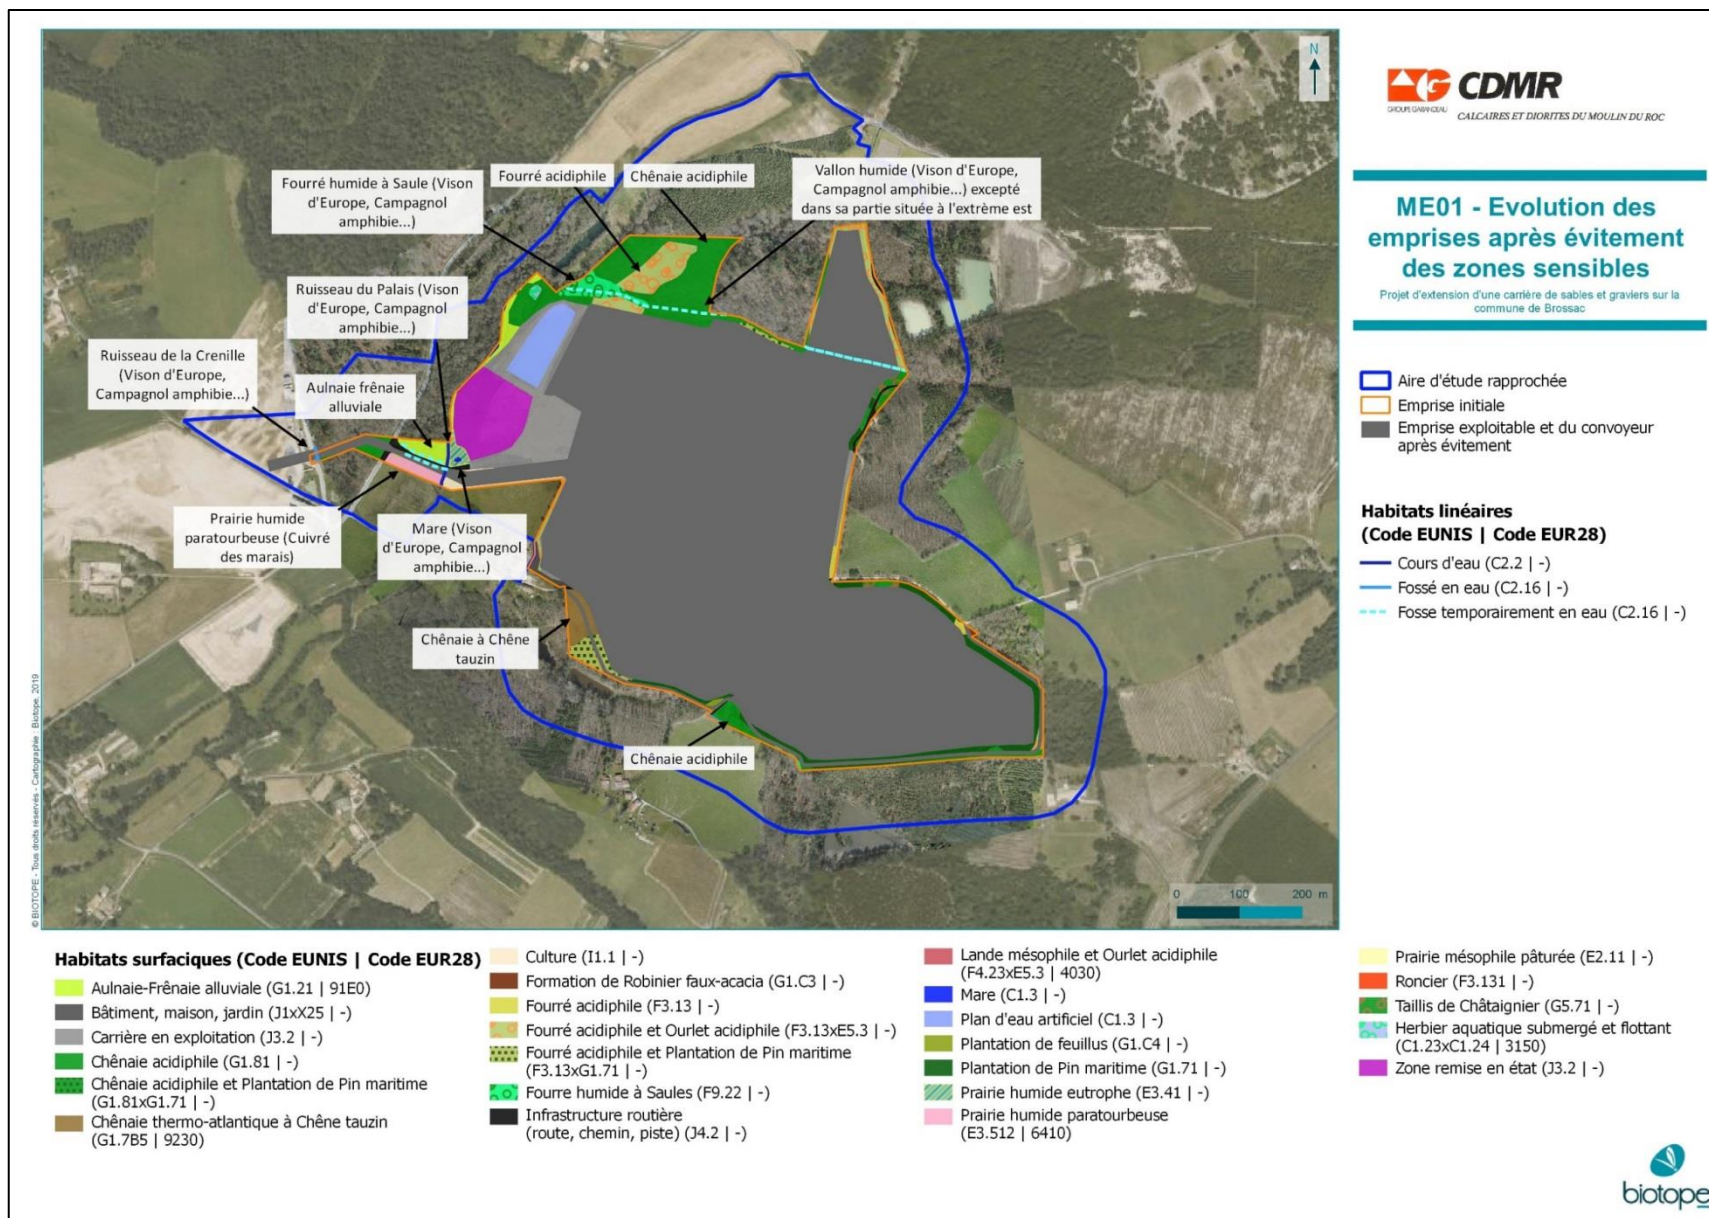 N
Fourré humide à Saule (Vison
d'Europe, Campagnol
amphibie...)
Fourré acidiphile
Chênaie acidiphile
Vallon humide (Vison d'Europe,
Campagnol amphibie...) excepté
dans sa partie située à l'extrème est
Ruisseau du Palais (Vison
d'Europe, Campagnol
amphibie...)
Ruisseau de la Crenille
(Vison d'Europe,
Campagnol amphibie...)
Aulnaie frênaie
alluviale
Prairie humide
paratourbeuse (Cuivré
des marais)
Mare (Vison
d'Europe, Campagnol
amphibie...)
Chênaie à Chêne
tauzin
Chênaie acidiphile
0 100 200 m
© BIOTOPE - Tous droits réservés - Cartographie : Biotope, 2019
G
GROUPE GARANDEAU
CDMR
CALCAIRES ET DIORITES DU MOULIN DU ROC
ME01 - Evolution des
emprises après évitement
des zones sensibles
Projet d'extension d'une carrière de sables et graviers sur la
commune de Brossac
Aire d'étude rapprochée
Emprise initiale
Emprise exploitable et du convoyeur
après évitement
Habitats linéaires
(Code EUNIS | Code EUR28)
Cours d'eau (C2.2 | -)
Fossé en eau (C2.16 | -)
Fosse temporairement en eau (C2.16 | -)
Habitats surfaciques (Code EUNIS | Code EUR28)
Aulnaie-Frênaie alluviale (G1.21 | 91E0)
Bâtiment, maison, jardin (J1xX25 | -)
Carrière en exploitation (J3.2 | -)
Chênaie acidiphile (G1.81 | -)
Chênaie acidiphile et Plantation de Pin maritime
(G1.81xG1.71 | -)
Chênaie thermo-atlantique à Chêne tauzin
(G1.7B5 | 9230)
Culture (I1.1 | -)
Formation de Robinier faux-acacia (G1.C3 | -)
Fourré acidiphile (F3.13 | -)
Fourré acidiphile et Ourlet acidiphile (F3.13xE5.3 | -)
Fourré acidiphile et Plantation de Pin maritime
(F3.13xG1.71 | -)
Fourre humide à Saules (F9.22 | -)
Infrastructure routière
(route, chemin, piste) (J4.2 | -)
Lande mésophile et Ourlet acidiphile
(F4.23xE5.3 | 4030)
Mare (C1.3 | -)
Plan d'eau artificiel (C1.3 | -)
Plantation de feuillus (G1.C4 | -)
Plantation de Pin maritime (G1.71 | -)
Prairie humide eutrophe (E3.41 | -)
Prairie humide paratourbeuse
(E3.512 | 6410)
Prairie mésophile pâturée (E2.11 | -)
Roncier (F3.131 | -)
Taillis de Châtaignier (G5.71 | -)
Herbier aquatique submergé et flottant
(C1.23xC1.24 | 3150)
Zone remise en état (J3.2 | -)
biotope